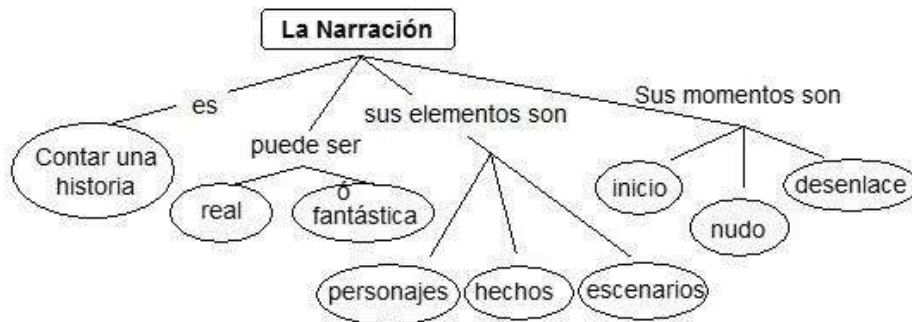 La Narración
es
Contar una
historia
puede ser
real
ó
fantástica
sus elementos son
personajes
hechos
escenarios
Sus momentos son
inicio
nudo
desenlace